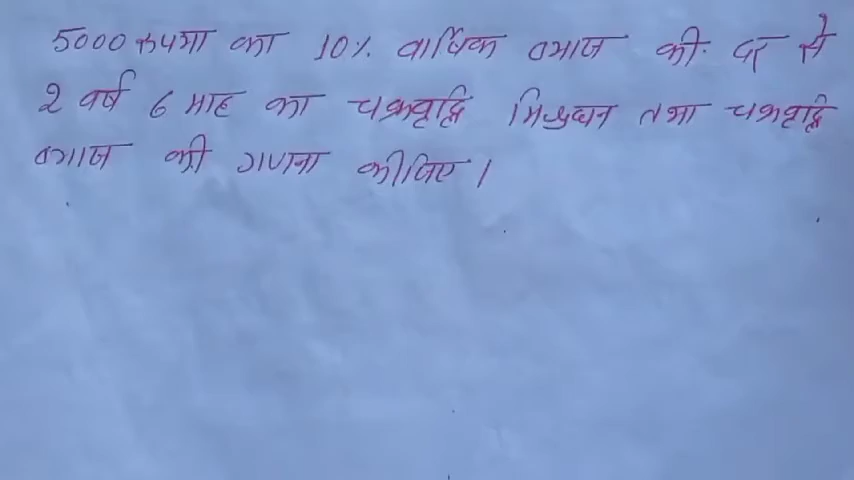 5000 रुपया का 10% वार्षिक ब्याज की दर से
2 वर्ष 6 माह का चक्रवृद्धि मिश्रधन तथा चक्रवृद्धि
ब्याज की गणना कीजिए।